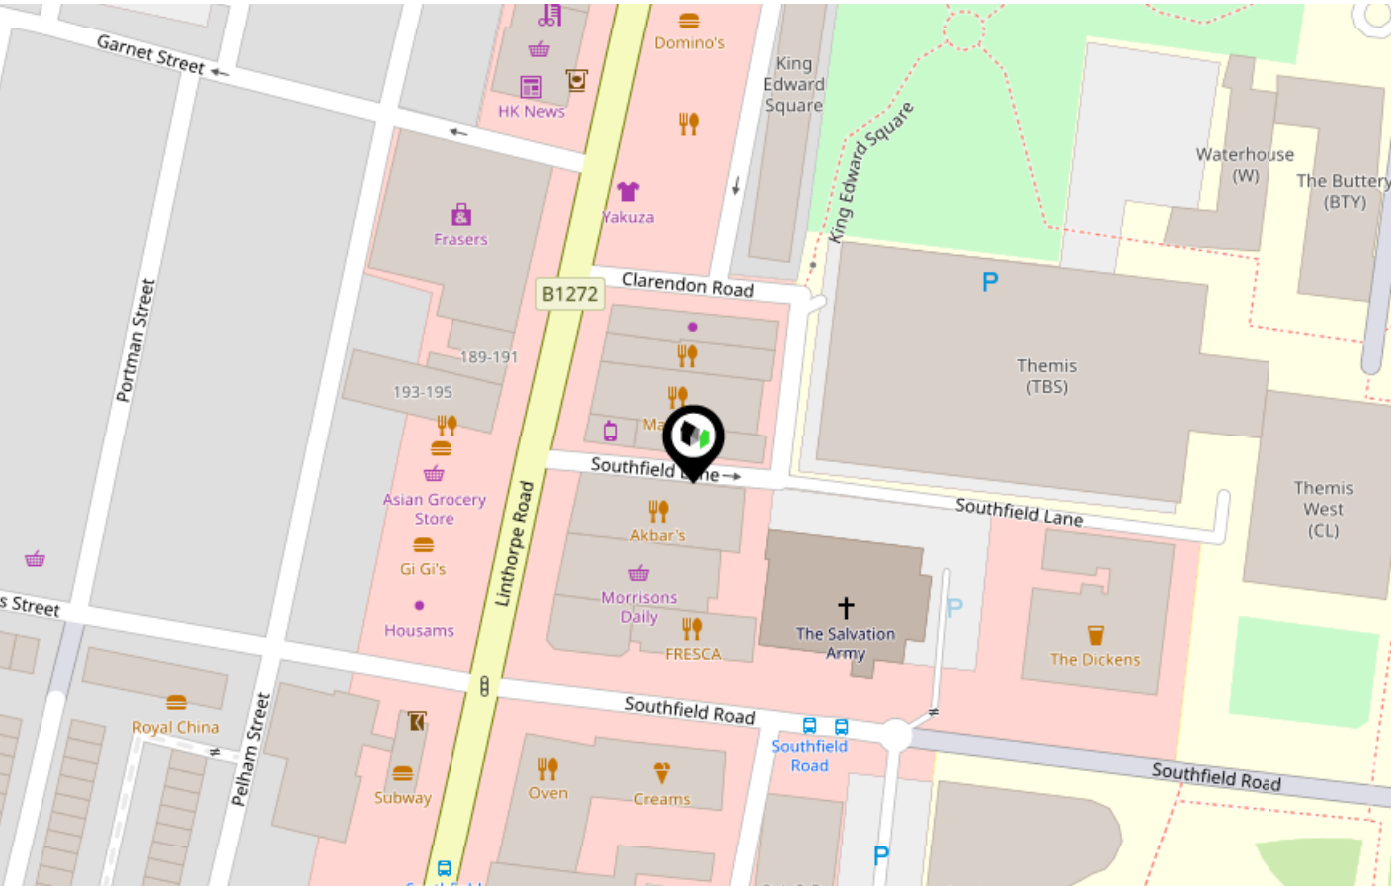 Garnet Street
HK News
Domino's
King
Edward
Square
King Edward Square
Waterhouse
(W)
The Buttery
(BTY)
Yakuza
Frasers
Clarendon Road
B1272
Portman Street
189-191
193-195
Themis
(TBS)
Southfield
Asian Grocery
Store
Linthorpe Road
Akbar's
Southfield Lane
Themis
West
(CL)
Gi Gi's
Morrisons
Daily
s Street
Housams
FRESCA
The Salvation
Army
The Dickens
P
P
Royal China
Pelham Street
Southfield Road
Southfield
Road
Southfield Road
Subway
Oven
Creams
P